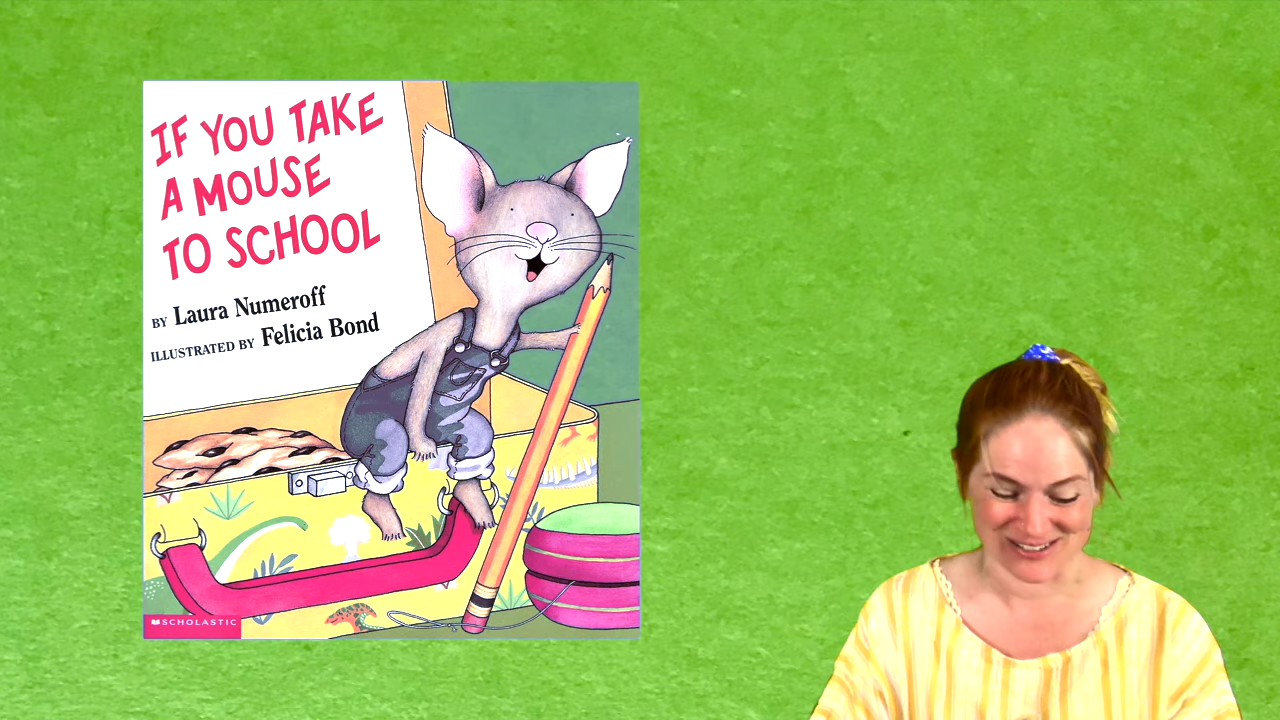 IF YOU TAKE
A MOUSE
TO SCHOOL
BY Laura Numeroff
ILLUSTRATED BY Felicia Bond
SCHOLASTIC